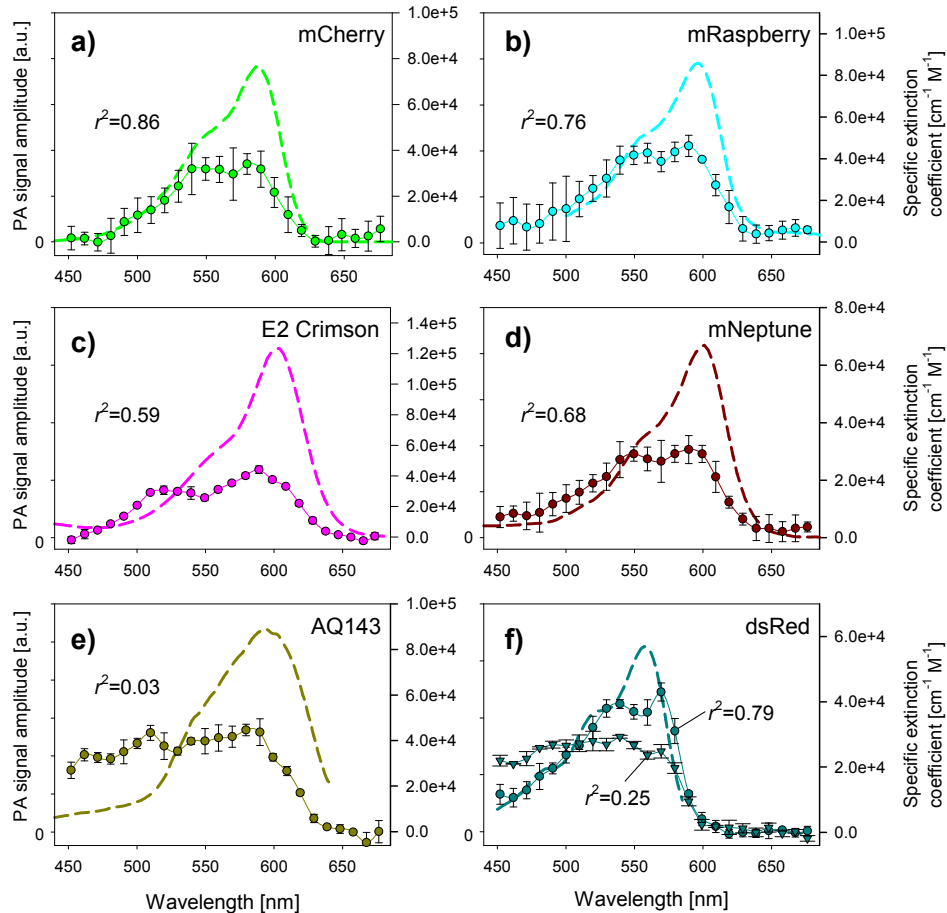 a)
mCherry
r²=0.86
PA signal amplitude [a.u.]
0
1.0e+5
8.0e+4
6.0e+4
4.0e+4
2.0e+4
0.0
450 500 550 600 650
b)
mRaspberry
r²=0.76
1.0e+5
8.0e+4
6.0e+4
4.0e+4
2.0e+4
0.0
Specific extinction
coefficient [cm⁻¹ M⁻¹]
0
450 500 550 600 650
c)
E2 Crimson
r²=0.59
PA signal amplitude [a.u.]
0
1.4e+5
1.2e+5
1.0e+5
8.0e+4
6.0e+4
4.0e+4
2.0e+4
0.0
450 500 550 600 650
d)
mNeptune
r²=0.68
8.0e+4
6.0e+4
4.0e+4
2.0e+4
0.0
Specific extinction
coefficient [cm⁻¹ M⁻¹]
0
450 500 550 600 650
e)
AQ143
r²=0.03
PA signal amplitude [a.u.]
0
1.0e+5
8.0e+4
6.0e+4
4.0e+4
2.0e+4
0.0
450 500 550 600 650
Wavelength [nm]
f)
dsRed
r²=0.79
r²=0.25
6.0e+4
4.0e+4
2.0e+4
0.0
Specific extinction
coefficient [cm⁻¹ M⁻¹]
0
450 500 550 600 650
Wavelength [nm]